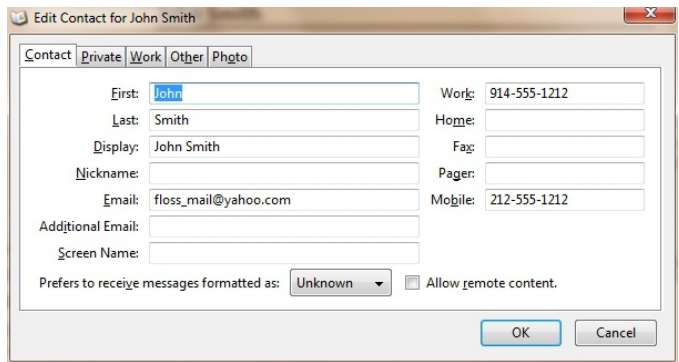 Edit Contact for John Smith
Contact Private Work Other Photo
First: John Work: 914-555-1212
Last: Smith Home:
Display: John Smith Fax:
Nickname: Pager:
Email: floss_mail@yahoo.com Mobile: 212-555-1212
Additional Email:
Screen Name:
Prefers to receive messages formatted as: Unknown Allow remote content.
OK Cancel